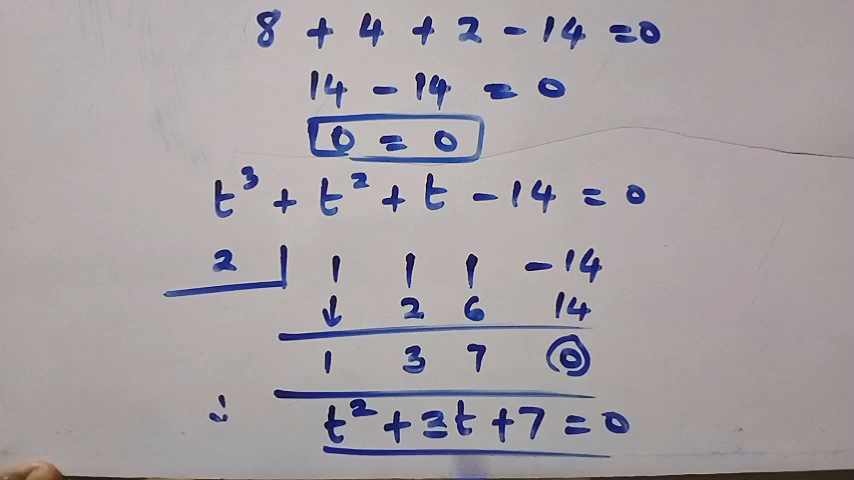 8 + 4 + 2 - 14 = 0
14 - 14 = 0
0 = 0
t³ + t² + t - 14 = 0
2 | 1 1 1 -14
↓ 2 6 14
1 3 7 0
∴ t² + 3t + 7 = 0